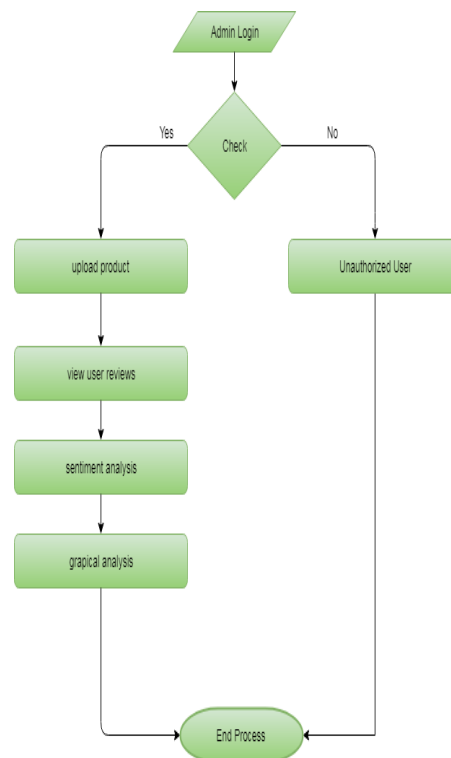 Admin Login
Check
Yes
No
upload product
Unauthorized User
view user reviews
sentiment analysis
grapical analysis
End Process